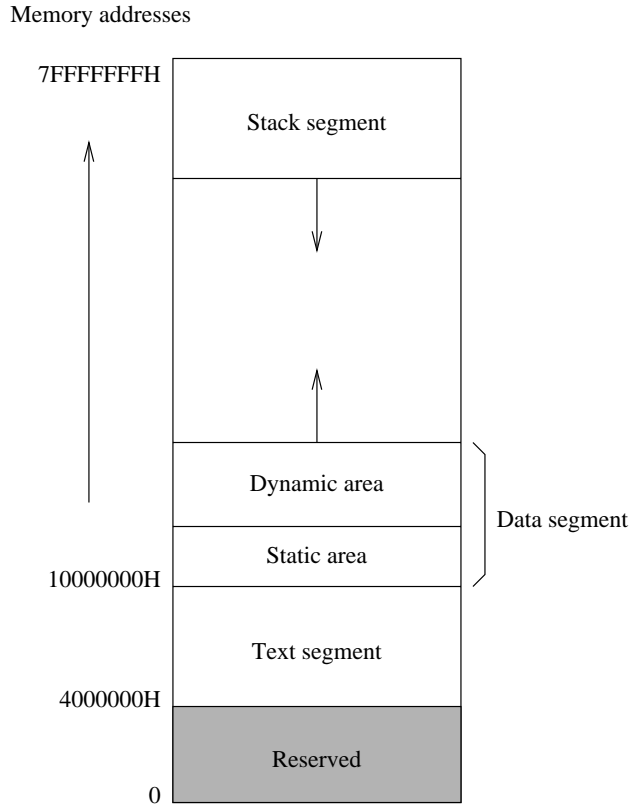 Memory addresses
7FFFFFFFH
Stack segment
Dynamic area
Data segment
Static area
10000000H
Text segment
4000000H
Reserved
0